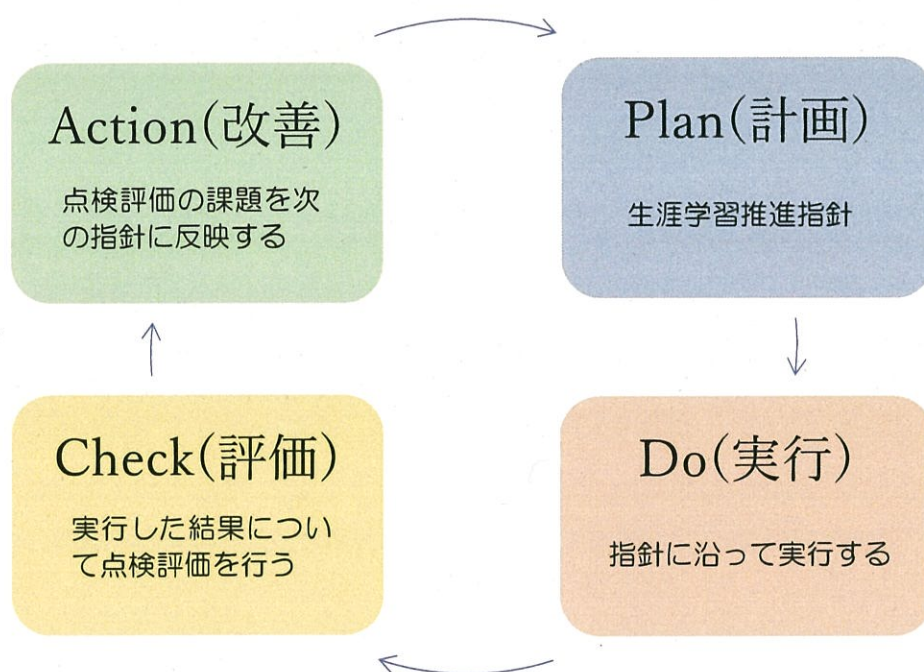 Action(改善)
点検評価の課題を次
の指針に反映する
Plan(計画)
生涯学習推進指針
Check(評価)
実行した結果につい
て点検評価を行う
Do(実行)
指針に沿って実行する